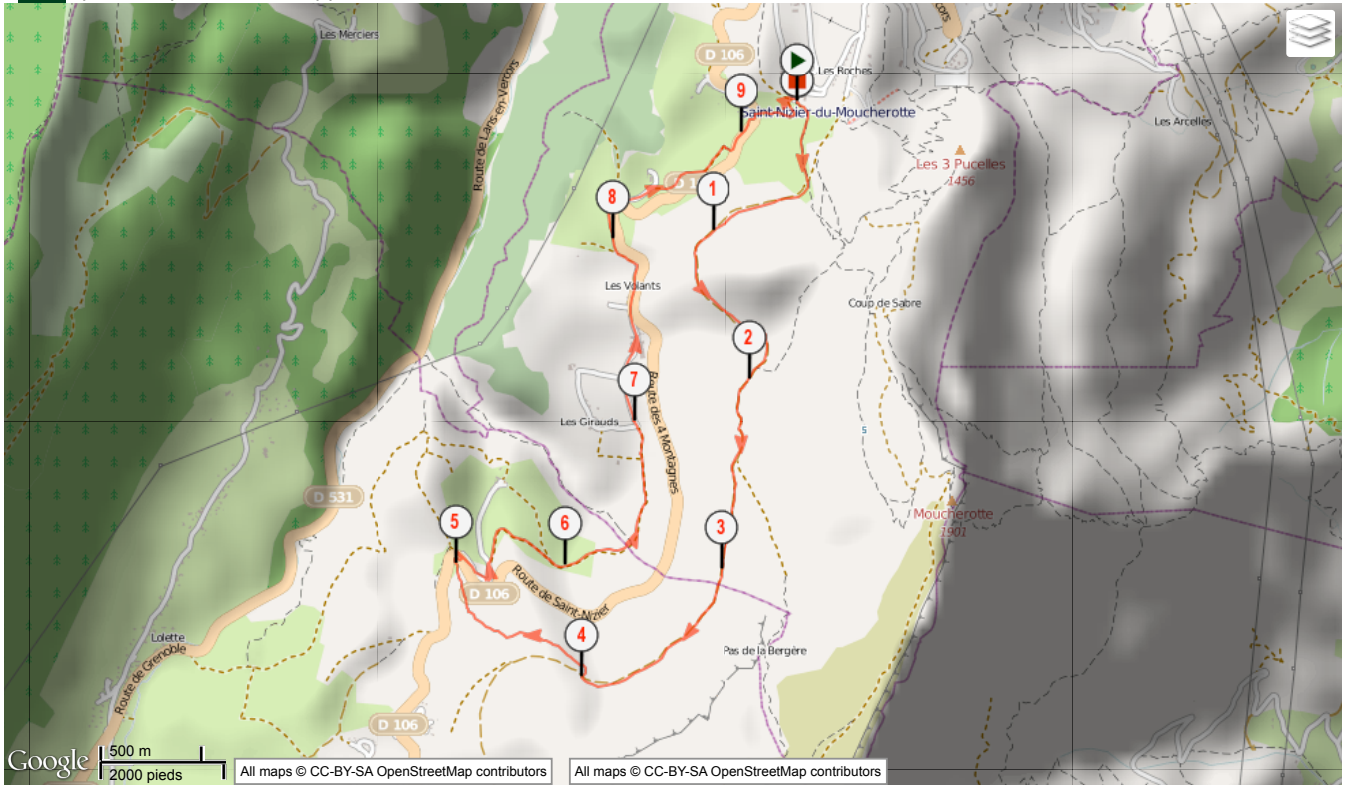 Les Merciers
Route de Lans-en-Vercors
D 106
Les Roches
9
Saint-Nizier-du-Moucherotte
Les Arcelles
Les 3 Pucelles
1456
8
1
Les Volants
Coup de Sabre
2
7
Route des 4 Montagnes
Les Girauds
S
D 531
Moucherotte
1901
5
6
3
D 106
Route de Saint-Nizier
4
Lolette
Route de Grenoble
Pas de la Bergère
D 106
Google
500 m
2000 pieds
All maps © CC-BY-SA OpenStreetMap contributors
All maps © CC-BY-SA OpenStreetMap contributors